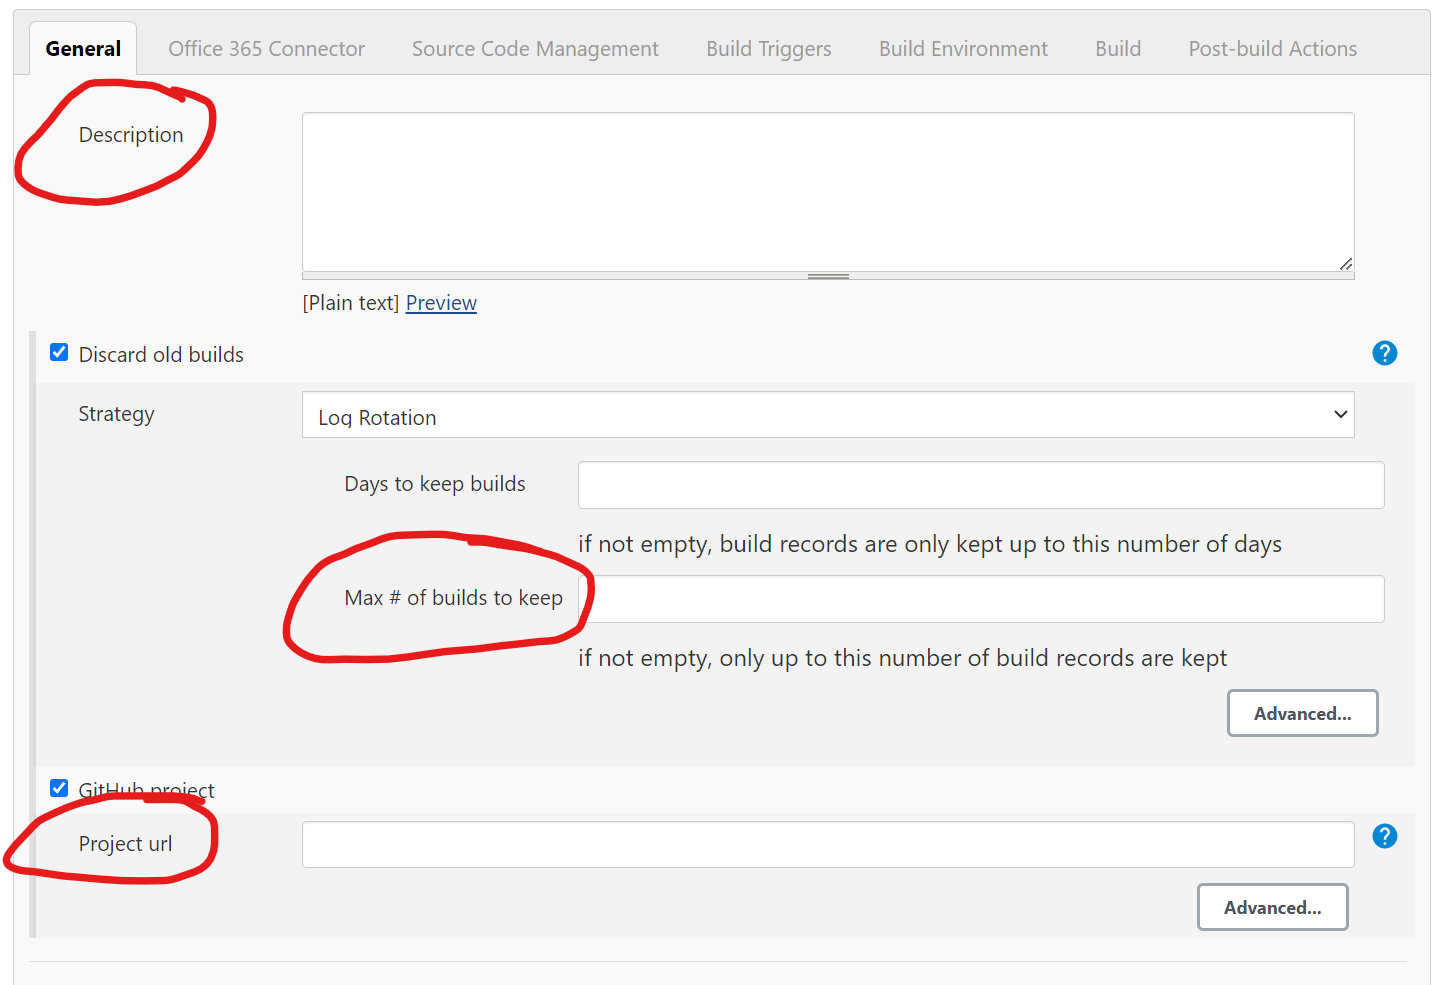 General Office 365 Connector Source Code Management Build Triggers Build Environment Build Post-build Actions
Description
[Plain text] Preview
Discard old builds ?
Strategy Log Rotation
Days to keep builds
if not empty, build records are only kept up to this number of days
Max # of builds to keep
if not empty, only up to this number of build records are kept
Advanced...
GitHub project
Project url ?
Advanced...